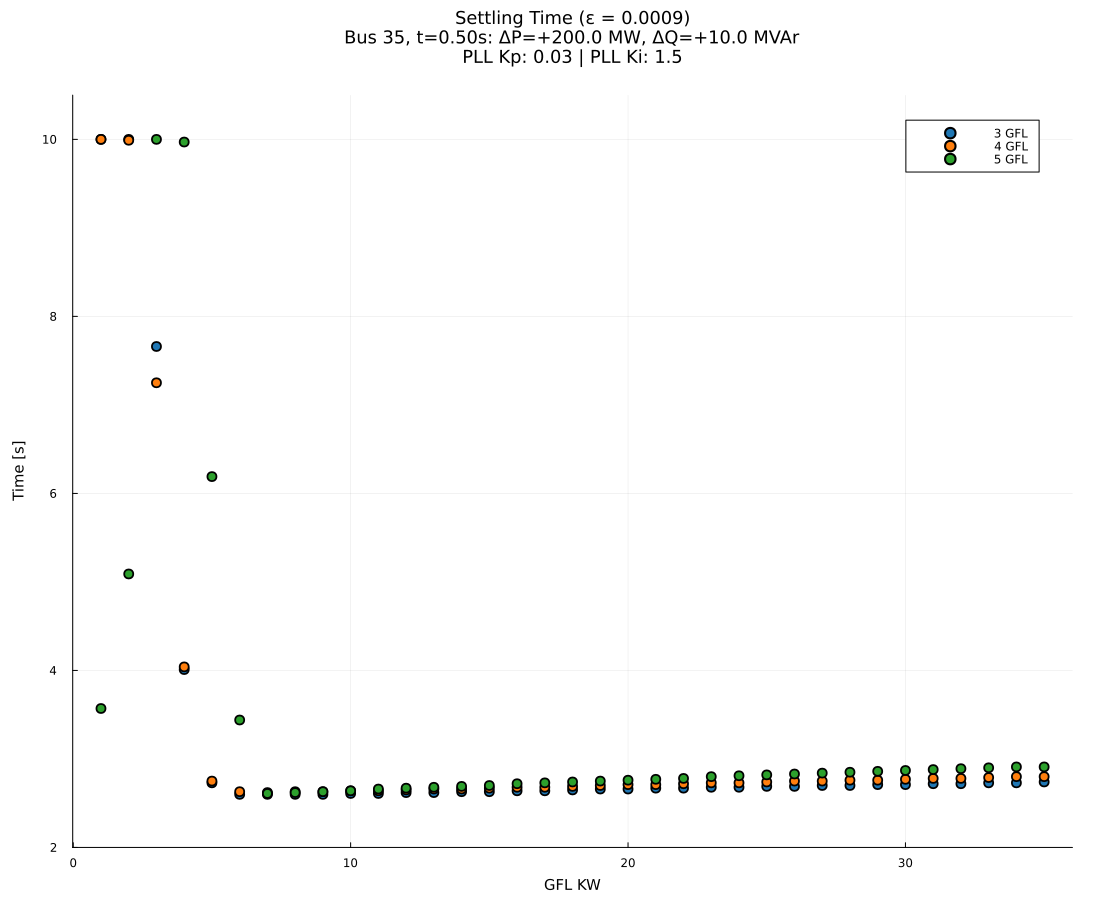 Settling Time (ε = 0.0009)
Bus 35, t=0.50s: ΔP=+200.0 MW, ΔQ=+10.0 MVAr
PLL Kp: 0.03 | PLL Ki: 1.5
3 GFL
4 GFL
5 GFL
Time [s]
10
8
6
4
2
0
10
20
30
GFL KW